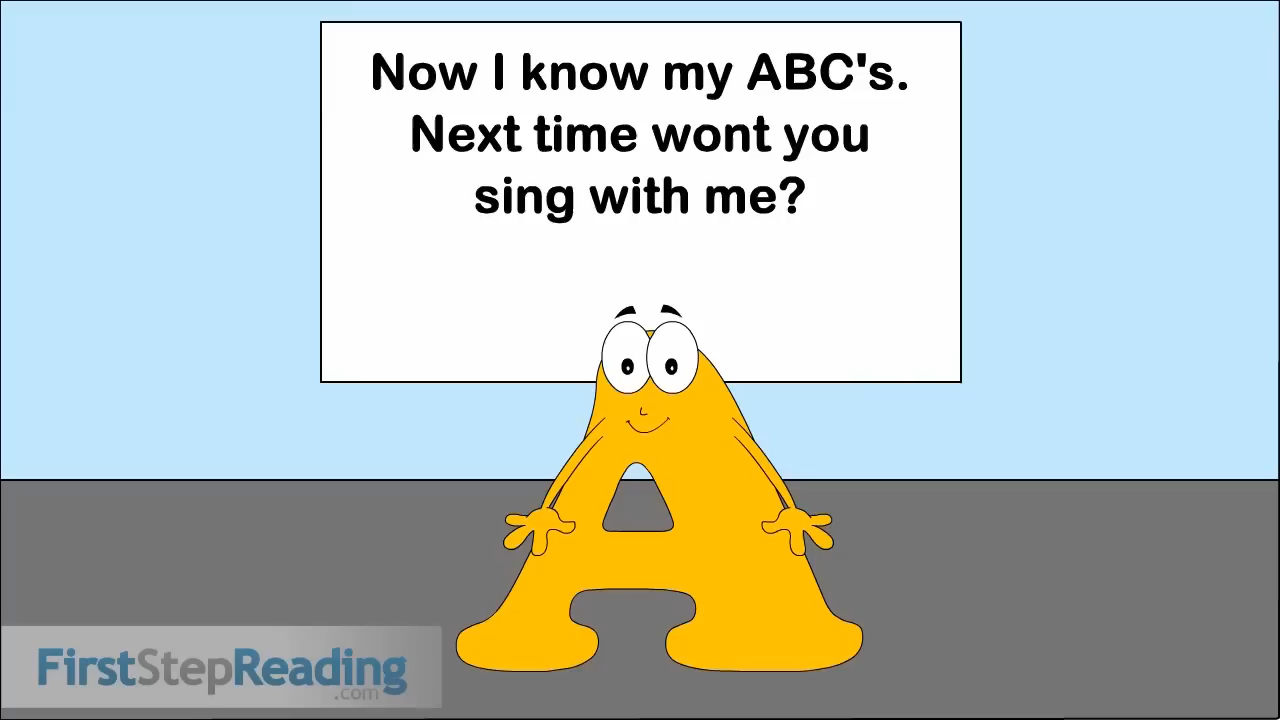 Now I know my ABC's.
Next time wont you
sing with me?
FirstStepReading
.com